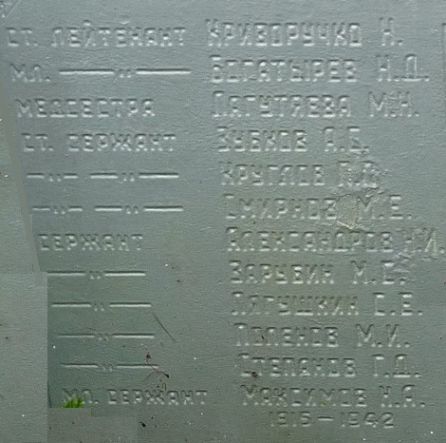 СТ. ЛЕЙТЕНАНТ КРИВОРУЧКО Н.
МЛ. —„— БОГАТЫРЕВ Н.Д.
МЕДСЕСТРА ЛАГУТЯЕВА М.Н.
СТ. СЕРЖАНТ ЗУБКОВ А.Б.
— — —„— КРУГЛОВ П.В.
— — —„— СМИРНОВ М.Е.
СЕРЖАНТ АЛЕКСАНДРОВ Н.И.
—„— ЗАРУБИН М.Е.
—„— ЛЯГУШКИН С.Е.
—„— ПОЛЕНОВ М.И.
—„— СТЕПАНОВ Г.Д.
МЛ. СЕРЖАНТ МАКСИМОВ Н.А.
1915—1942